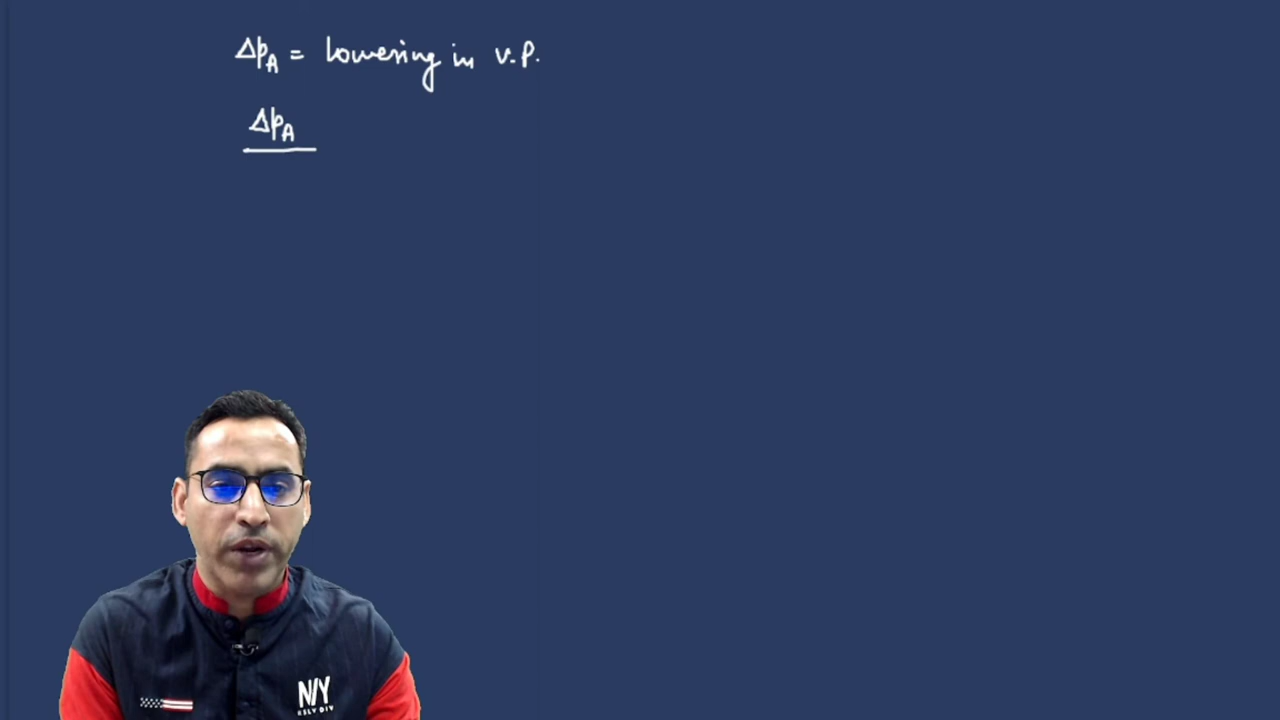 Δp_A = lowering in v.P.
Δp_A
N/Y